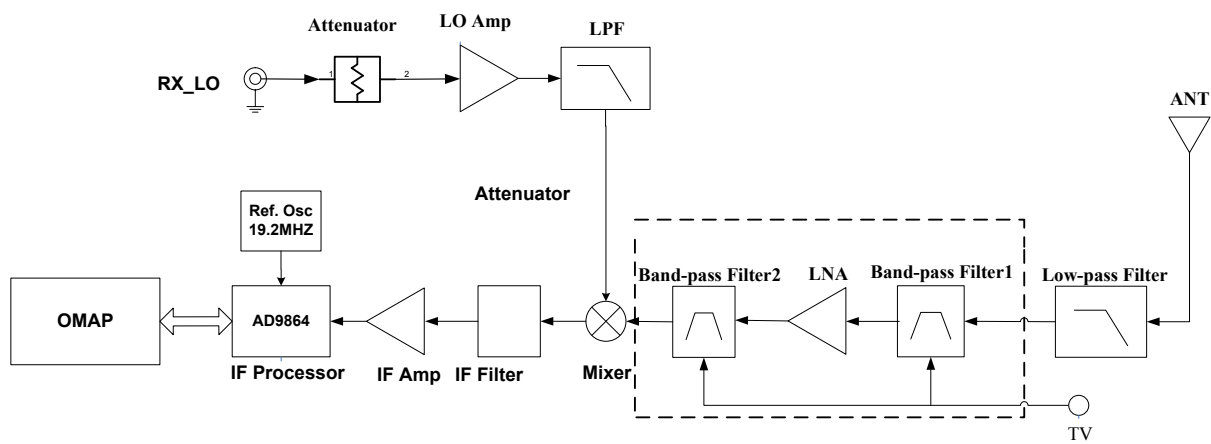 Attenuator
LO Amp
LPF
1
2
RX_LO
ANT
Attenuator
Ref. Osc
19.2MHZ
Band-pass Filter2
LNA
Band-pass Filter1
Low-pass Filter
OMAP
AD9864
IF Processor
IF Amp
IF Filter
Mixer
TV